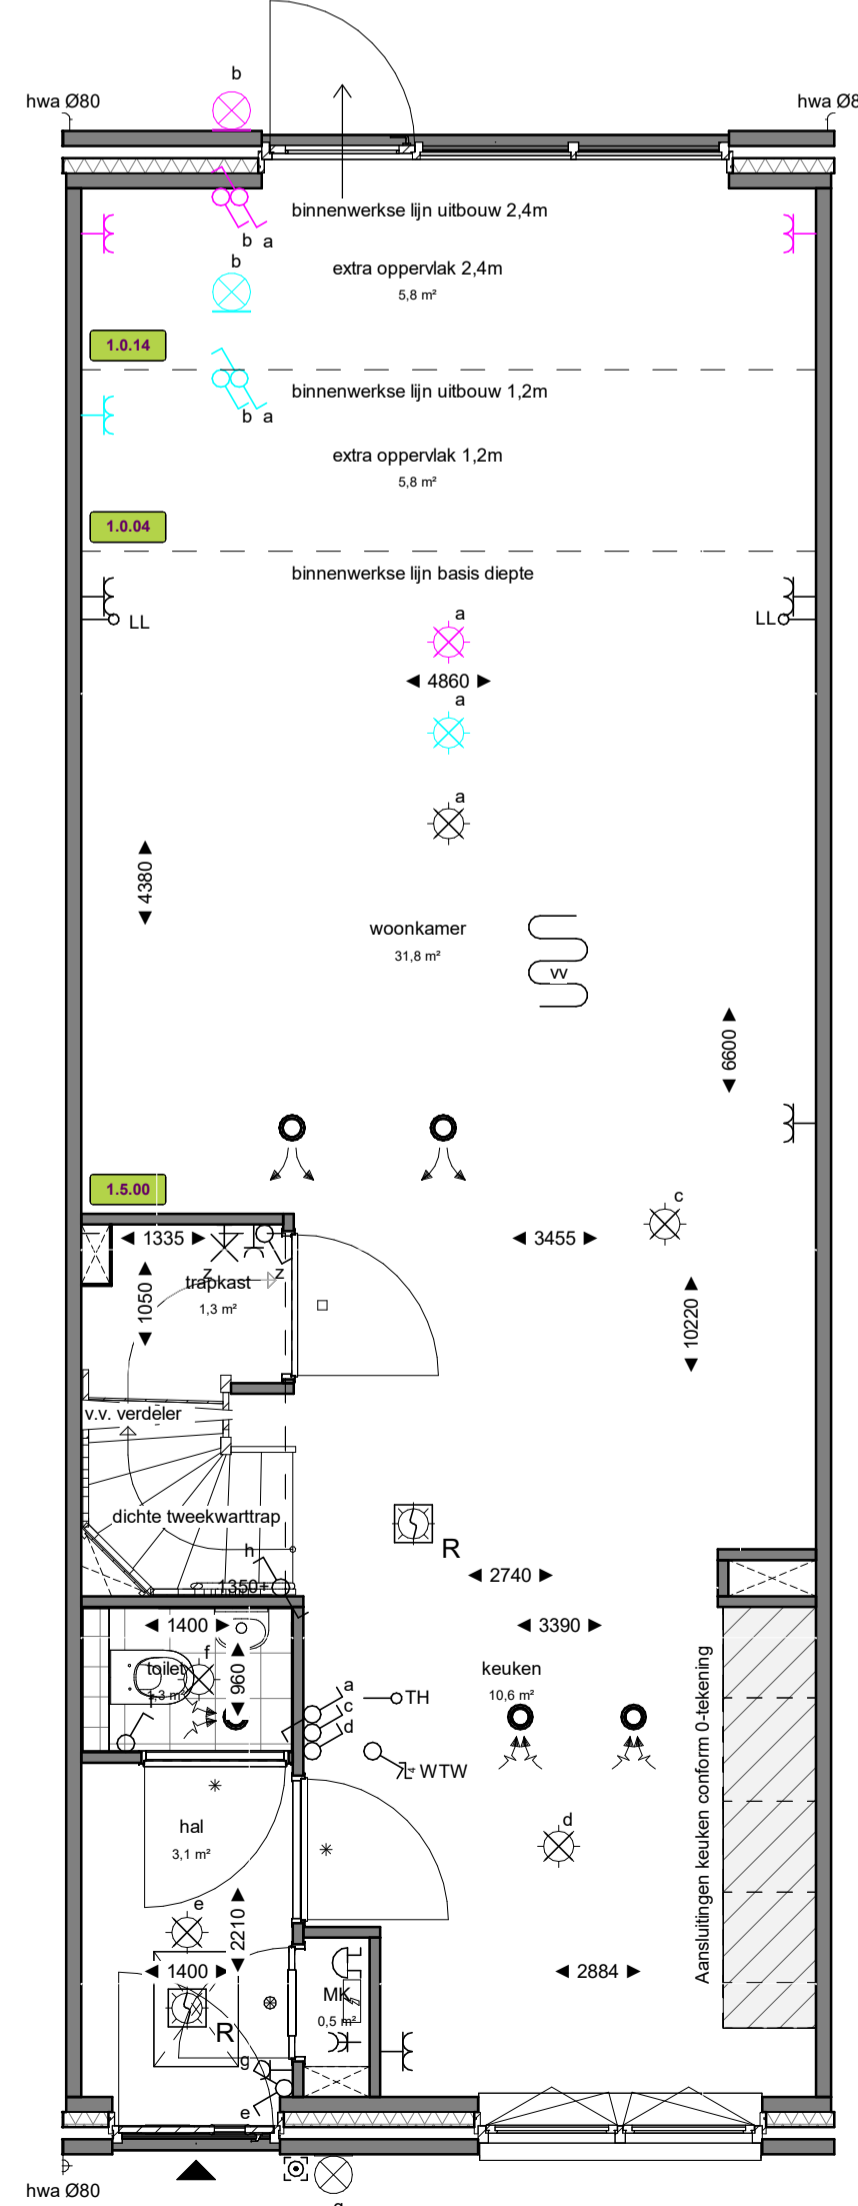 b
hwa Ø80
hwa Ø8
binnenwerkse lijn uitbouw 2,4m
b a
b
extra oppervlak 2,4m
5,8 m²
1.0.14
binnenwerkse lijn uitbouw 1,2m
b a
extra oppervlak 1,2m
5,8 m²
1.0.04
binnenwerkse lijn basis diepte
LL
LL
a
4860
a
a
4380
woonkamer
31,8 m²
vv
6600
1.5.00
c
1335
3455
z
z
trapkast
1,3 m²
1050
10220
v.v. verdeler
dichte tweekwarttrap
R
h
1350+
2740
1400
3390
f
toilet
1,3 m²
960
keuken
10,6 m²
a
c
d
TH
WTW
Aansluitingen keuken conform 0-tekening
hal
3,1 m²
d
e
2210
1400
2884
MK
0,5 m²
R
g
e
hwa Ø80